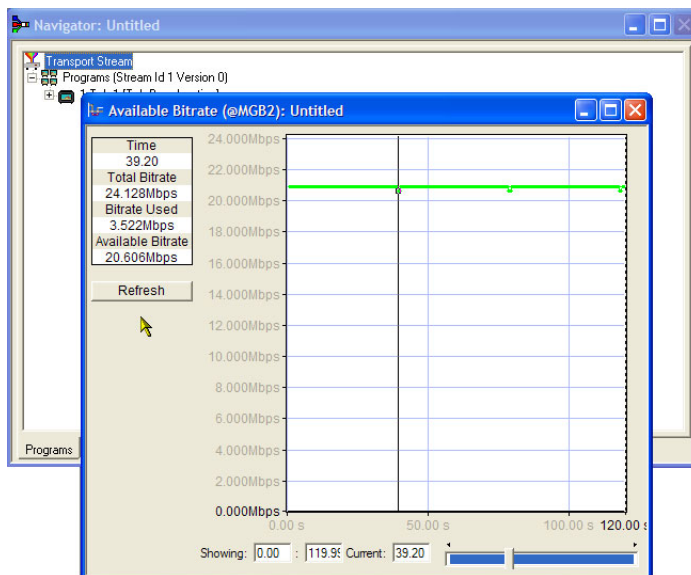 Navigator: Untitled
Transport Stream
Programs (Stream Id 1 Version 0)
Available Bitrate (@MGB2): Untitled
Time
39.20
Total Bitrate
24.128Mbps
Bitrate Used
3.522Mbps
Available Bitrate
20.606Mbps
Refresh
24.000Mbps
22.000Mbps
20.000Mbps
18.000Mbps
16.000Mbps
14.000Mbps
12.000Mbps
10.000Mbps
8.000Mbps
6.000Mbps
4.000Mbps
2.000Mbps
0.000Mbps
0.00 s 50.00 s 100.00 s 120.00 s
Showing: 0.00 : 119.95 Current: 39.20
Programs